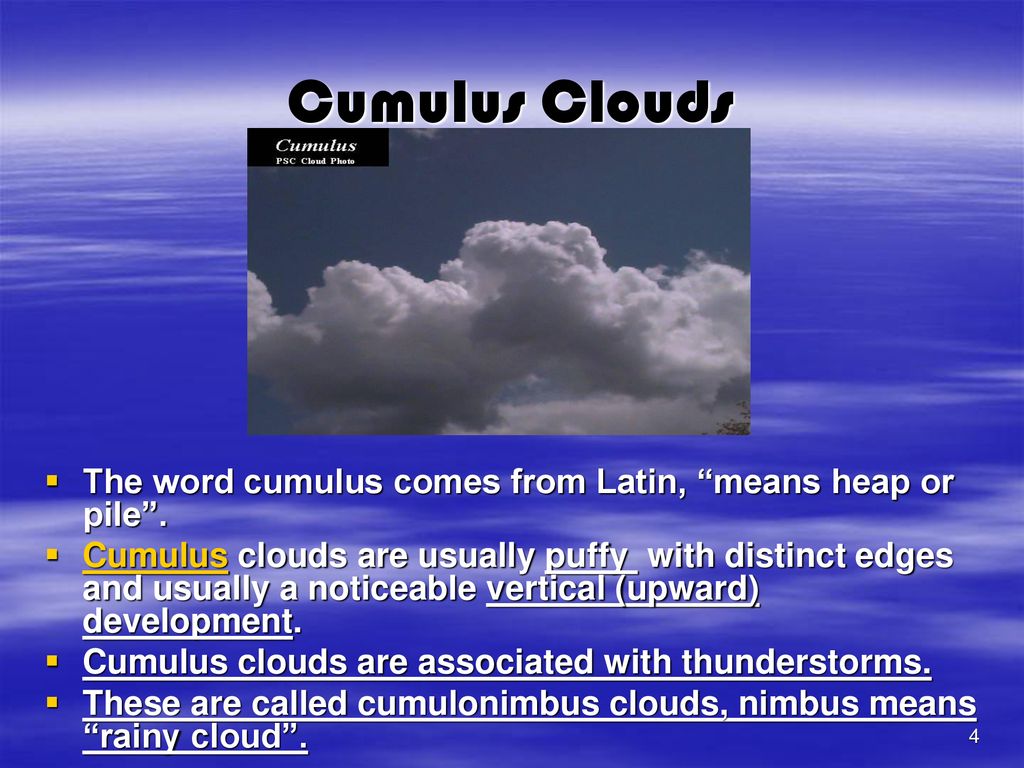 Cumulus Clouds
Cumulus
PSC Cloud Photo
▪ The word cumulus comes from Latin, “means heap or
pile”.
▪ Cumulus clouds are usually puffy with distinct edges
and usually a noticeable vertical (upward)
development.
▪ Cumulus clouds are associated with thunderstorms.
▪ These are called cumulonimbus clouds, nimbus means
“rainy cloud”.
4